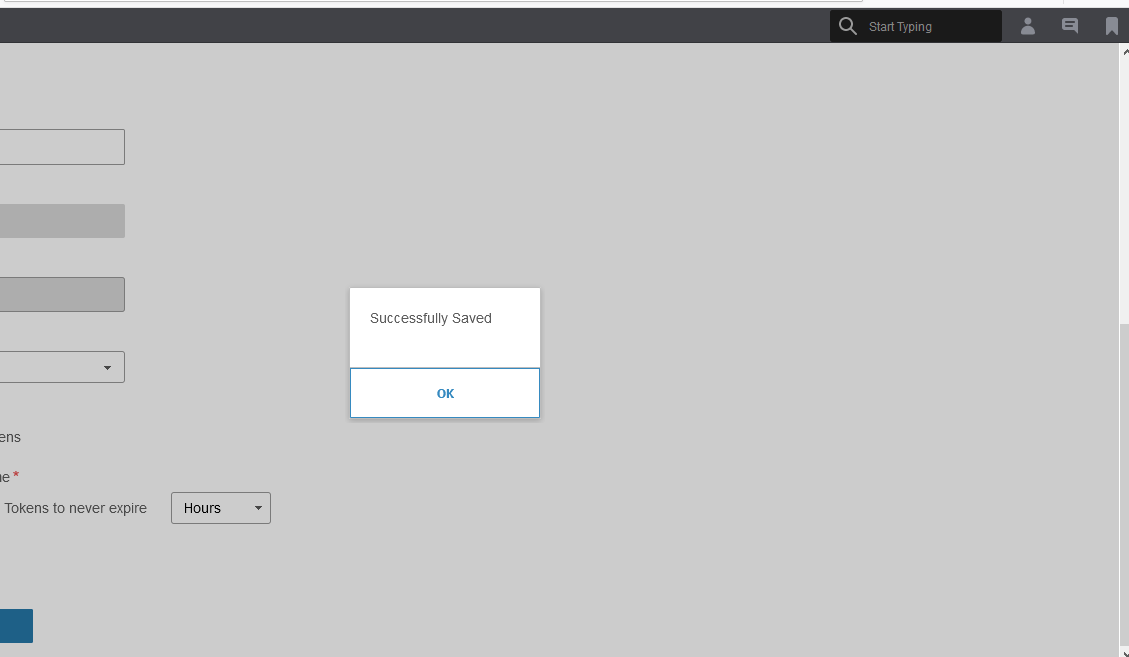 Start Typing
Successfully Saved
OK
ens
ne *
Tokens to never expire
Hours